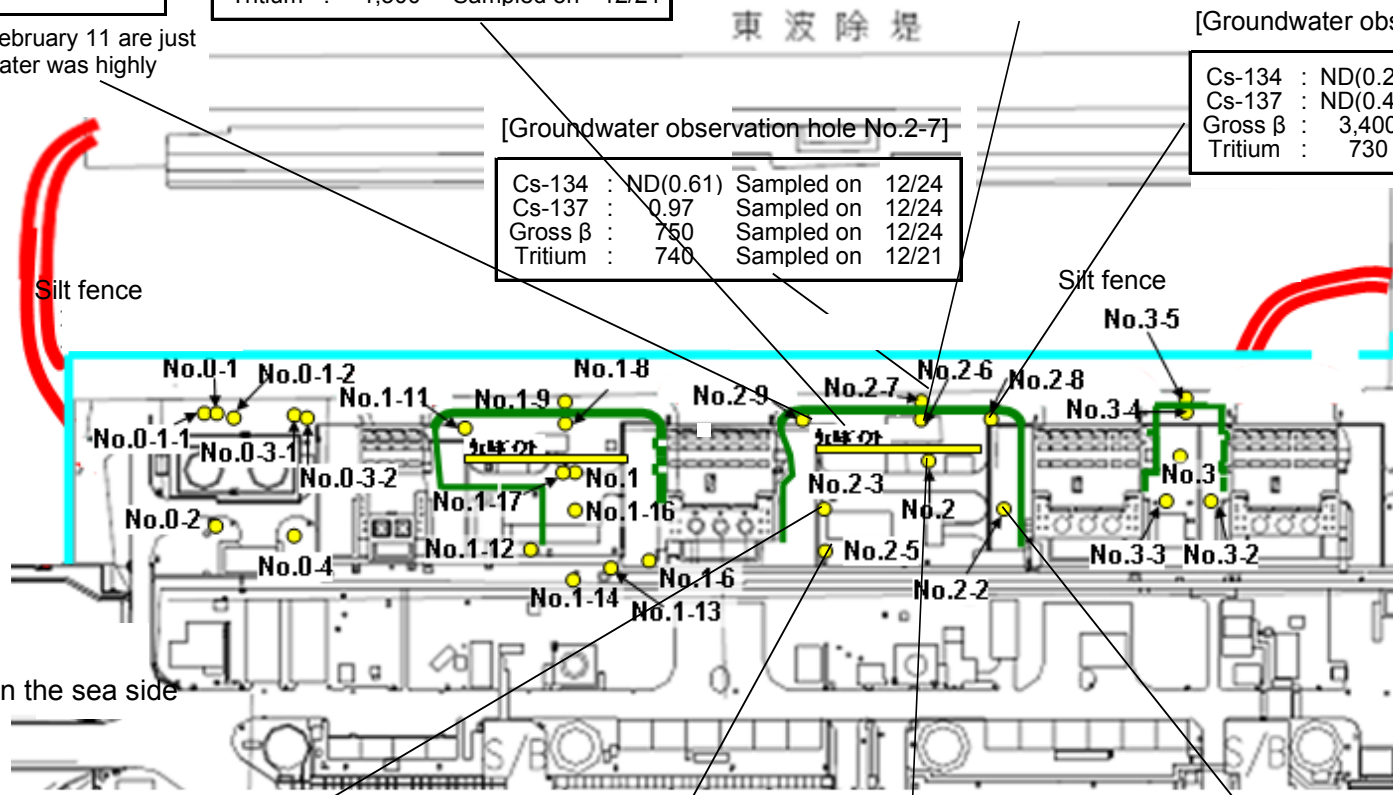 Tritium : 1,300 Sampled on 12/21
東波除堤
[Groundwater obs
ebruary 11 are just
ater was highly
Cs-134 : ND(0.2
Cs-137 : ND(0.4
Gross β : 3,400
Tritium : 730
[Groundwater observation hole No.2-7]
Cs-134 : ND(0.61) Sampled on 12/24
Cs-137 : 0.97 Sampled on 12/24
Gross β : 750 Sampled on 12/24
Tritium : 740 Sampled on 12/21
Silt fence
Silt fence
No.3-5
No.0-1
No.0-1-2
No.1-8
No.2-6
No.2-8
No.1-11
No.1-9
No.2-9
No.2-7
No.3-4
No.0-1-1
No.0-3-1
No.0-3-2
No.1
No.3
No.1-17
No.2-3
No.2
No.1-16
No.0-2
No.1-12
No.2-5
No.3-3
No.3-2
No.0-4
No.1-6
No.2-2
No.1-14
No.1-13
n the sea side
S/B
S/B